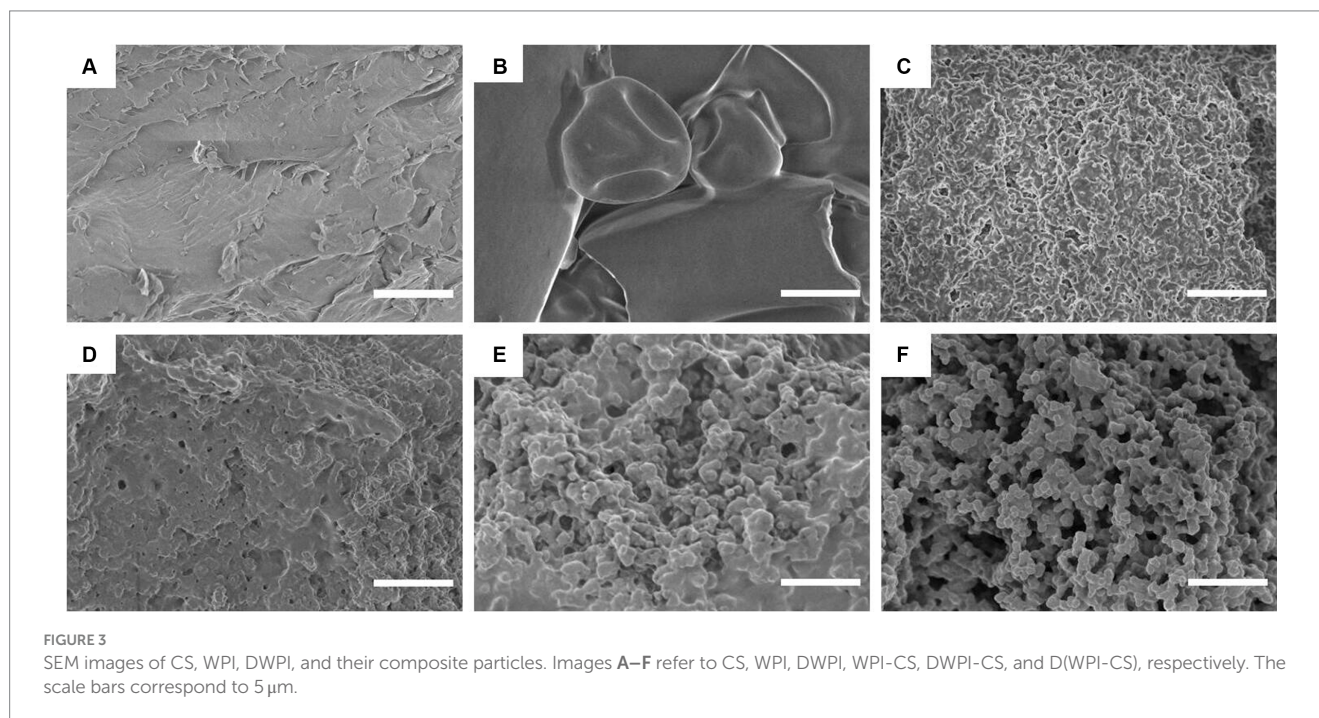 A
B
C
D
E
F
FIGURE 3
SEM images of CS, WPI, DWPI, and their composite particles. Images A–F refer to CS, WPI, DWPI, WPI-CS, DWPI-CS, and D(WPI-CS), respectively. The
scale bars correspond to 5 μm.